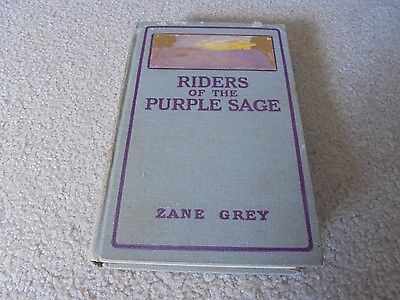 RIDERS
OF THE
PURPLE SAGE
ZANE GREY